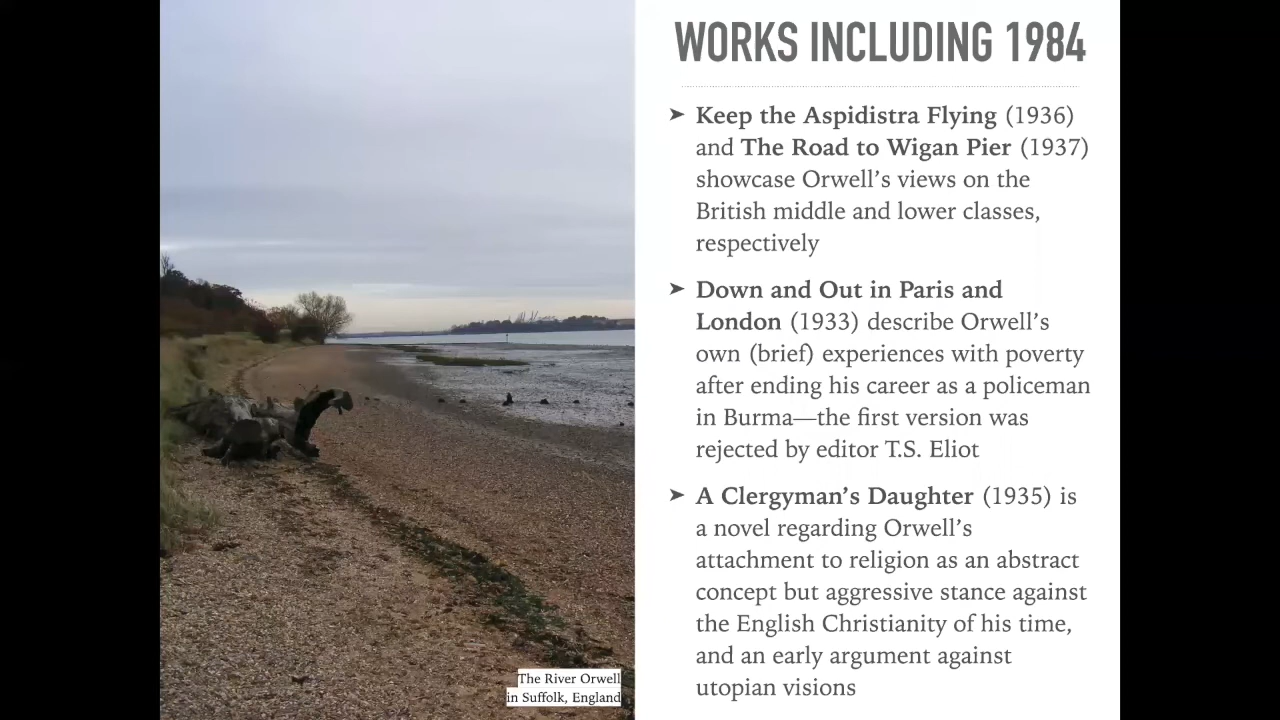 WORKS INCLUDING 1984
➤ Keep the Aspidistra Flying (1936)
and The Road to Wigan Pier (1937)
showcase Orwell’s views on the
British middle and lower classes,
respectively
➤ Down and Out in Paris and
London (1933) describe Orwell’s
own (brief) experiences with poverty
after ending his career as a policeman
in Burma—the first version was
rejected by editor T.S. Eliot
➤ A Clergyman’s Daughter (1935) is
a novel regarding Orwell’s
attachment to religion as an abstract
concept but aggressive stance against
the English Christianity of his time,
and an early argument against
utopian visions
The River Orwell
in Suffolk, England